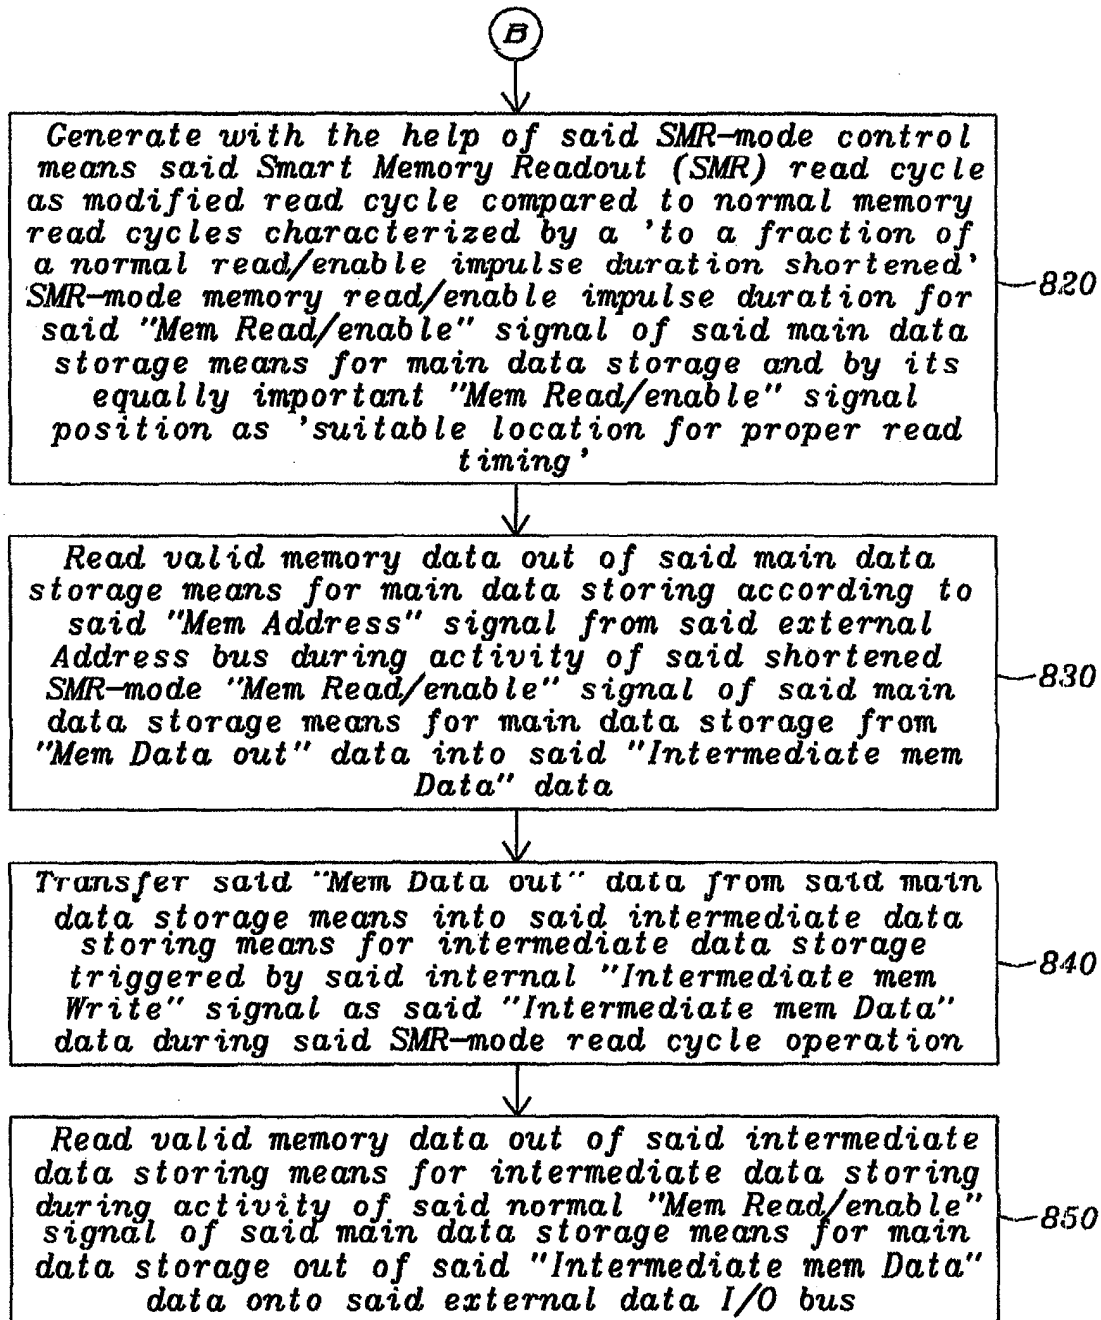 B
Generate with the help of said SMR-mode control
means said Smart Memory Readout (SMR) read cycle
as modified read cycle compared to normal memory
read cycles characterized by a 'to a fraction of
a normal read/enable impulse duration shortened'
SMR-mode memory read/enable impulse duration for
said "Mem Read/enable" signal of said main data
storage means for main data storage and by its
equally important "Mem Read/enable" signal
position as 'suitable location for proper read
timing'
820
Read valid memory data out of said main data
storage means for main data storing according to
said "Mem Address" signal from said external
Address bus during activity of said shortened
SMR-mode "Mem Read/enable" signal of said main
data storage means for main data storage from
"Mem Data out" data into said "Intermediate mem
Data" data
830
Transfer said "Mem Data out" data from said main
data storage means into said intermediate data
storing means for intermediate data storage
triggered by said internal "Intermediate mem
Write" signal as said "Intermediate mem Data"
data during said SMR-mode read cycle operation
840
Read valid memory data out of said intermediate
data storing means for intermediate data storing
during activity of said normal "Mem Read/enable"
signal of said main data storage means for main
data storage out of said "Intermediate mem Data"
data onto said external data I/O bus
850